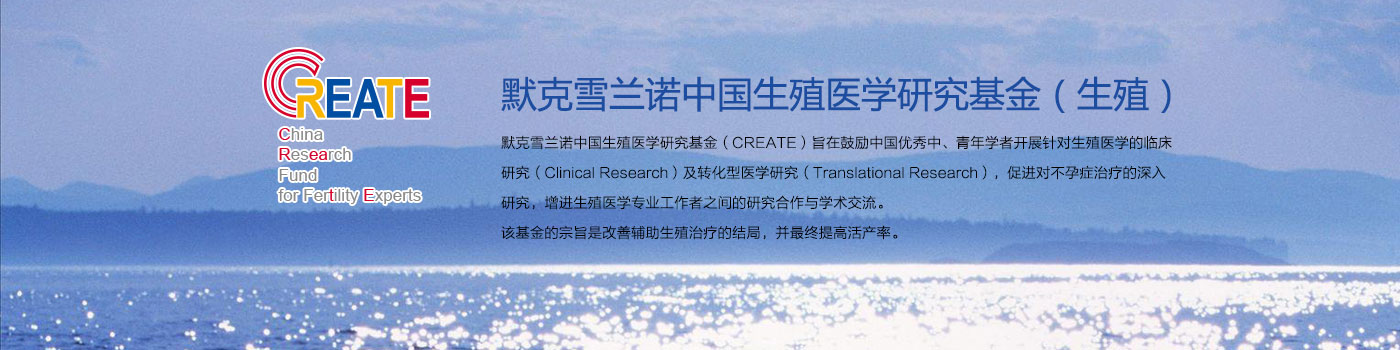 CREATE
China
Research
Fund
for Fertility Experts
默克雪兰诺中国生殖医学研究基金（生殖）
默克雪兰诺中国生殖医学研究基金（CREATE）旨在鼓励中国优秀中、青年学者开展针对生殖医学的临床
研究（Clinical Research）及转化型医学研究（Translational Research），促进对不孕症治疗的深入
研究，增进生殖医学专业工作者之间的研究合作与学术交流。
该基金的宗旨是改善辅助生殖治疗的结局，并最终提高活产率。